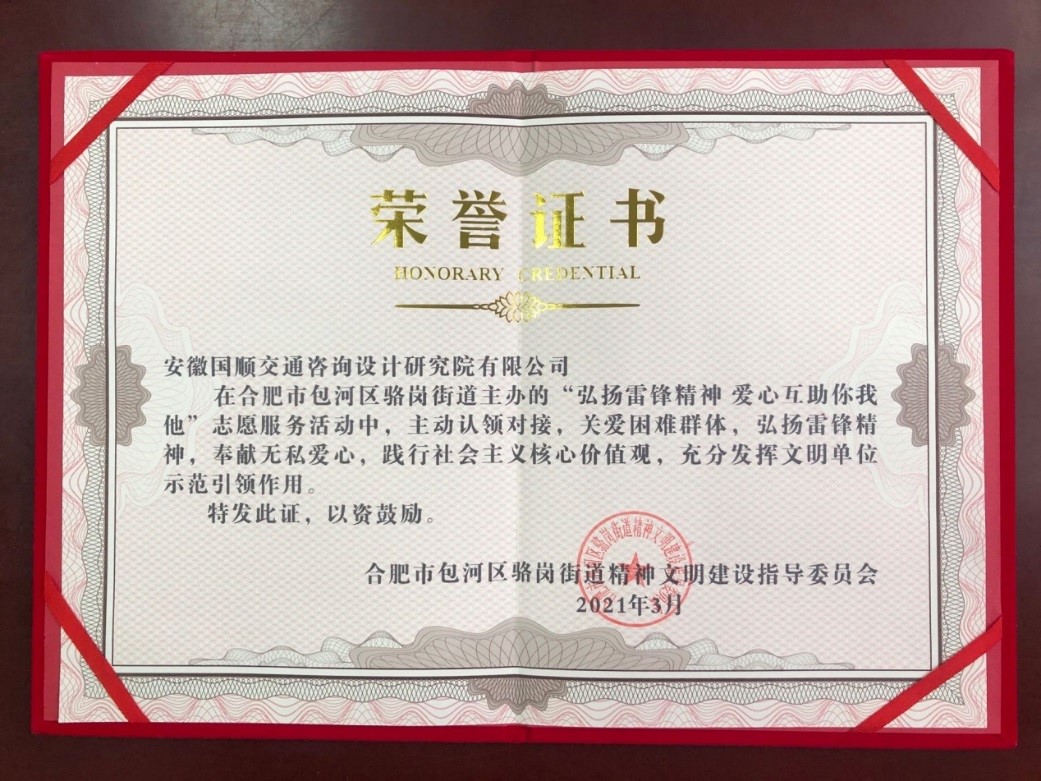 荣誉证书
HONORARY CREDENTIAL
安徽国顺交通咨询设计研究院有限公司
在合肥市包河区骆岗街道主办的“弘扬雷锋精神 爱心互助你我
他”志愿服务活动中，主动认领对接，关爱困难群体，弘扬雷锋精
神，奉献无私爱心，践行社会主义核心价值观，充分发挥文明单位
示范引领作用。
特发此证，以资鼓励。
合肥市包河区骆岗街道精神文明建设指导委员会
2021年3月